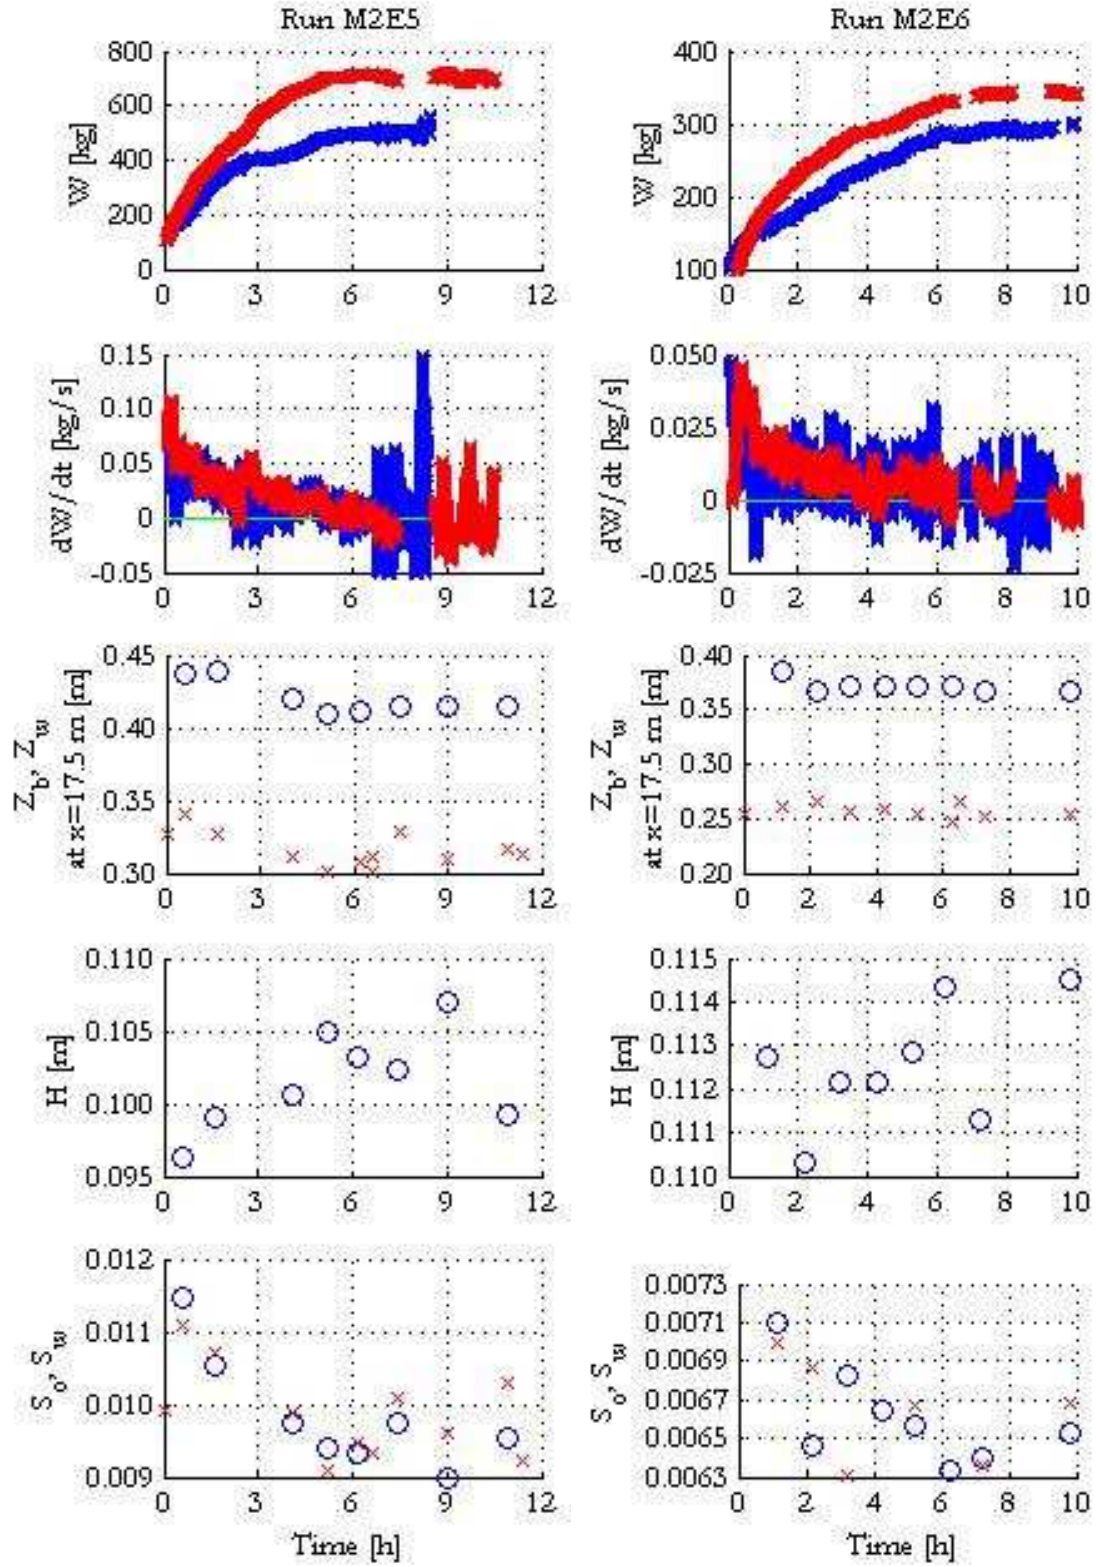 Run M2E5
Run M2E6
800
600
400
200
0
W [kg]
0 3 6 9 12
400
300
200
100
W [kg]
0 2 4 6 8 10
0.15
0.10
0.05
0
-0.05
dW/dt [kg/s]
0 3 6 9 12
0.050
0.025
0
-0.025
dW/dt [kg/s]
0 2 4 6 8 10
0.45
0.40
0.35
0.30
Z_b, Z_w
at x=17.5 m [m]
0 3 6 9 12
0.40
0.35
0.30
0.25
0.20
Z_b, Z_w
at x=17.5 m [m]
0 2 4 6 8 10
0.110
0.105
0.100
0.095
H [m]
0 3 6 9 12
0.115
0.114
0.113
0.112
0.111
0.110
H [m]
0 2 4 6 8 10
0.012
0.011
0.010
0.009
S_o, S_w
0 3 6 9 12
Time [h]
0.0073
0.0071
0.0069
0.0067
0.0065
0.0063
S_o, S_w
0 2 4 6 8 10
Time [h]